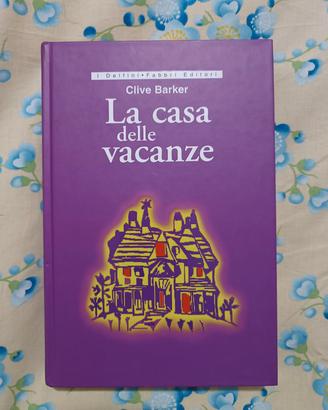 I Delfini • Fabbri Editori
Clive Barker
La casa
delle
vacanze